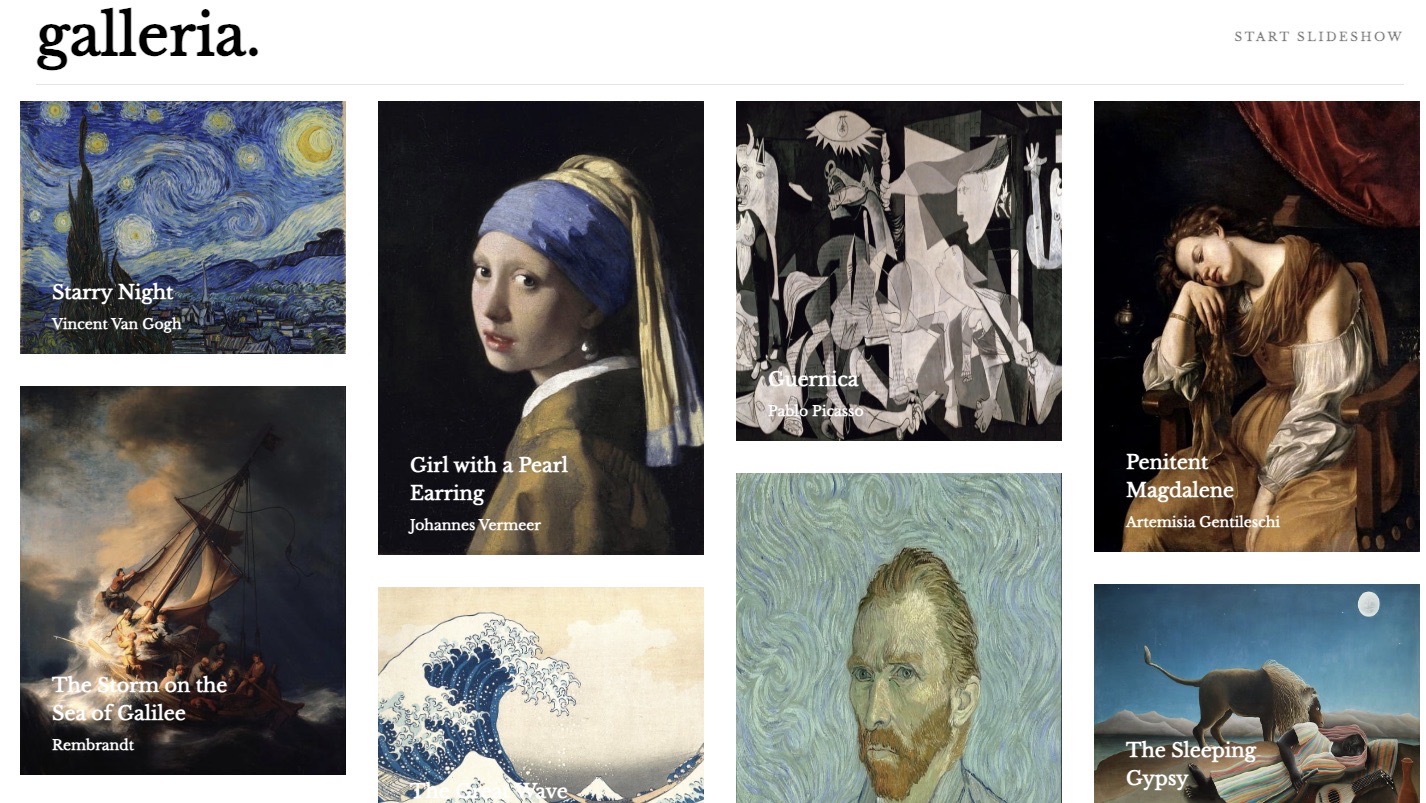 galleria.
START SLIDESHOW
Starry Night
Vincent Van Gogh
The Storm on the
Sea of Galilee
Rembrandt
Girl with a Pearl
Earring
Johannes Vermeer
The Great Wave
Guernica
Pablo Picasso
Penitent
Magdalene
Artemisia Gentileschi
The Sleeping
Gypsy